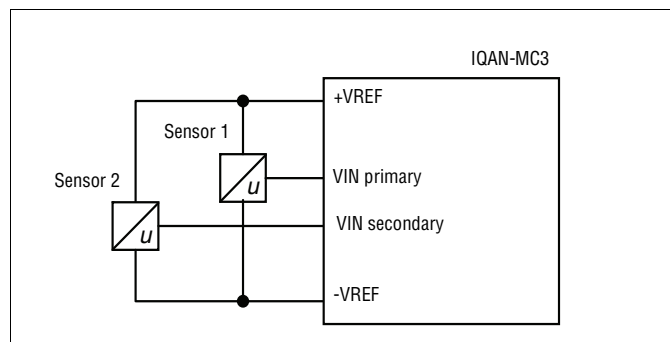 IQAN-MC3
+VREF
Sensor 1
VIN primary
Sensor 2
u
VIN secondary
u
-VREF